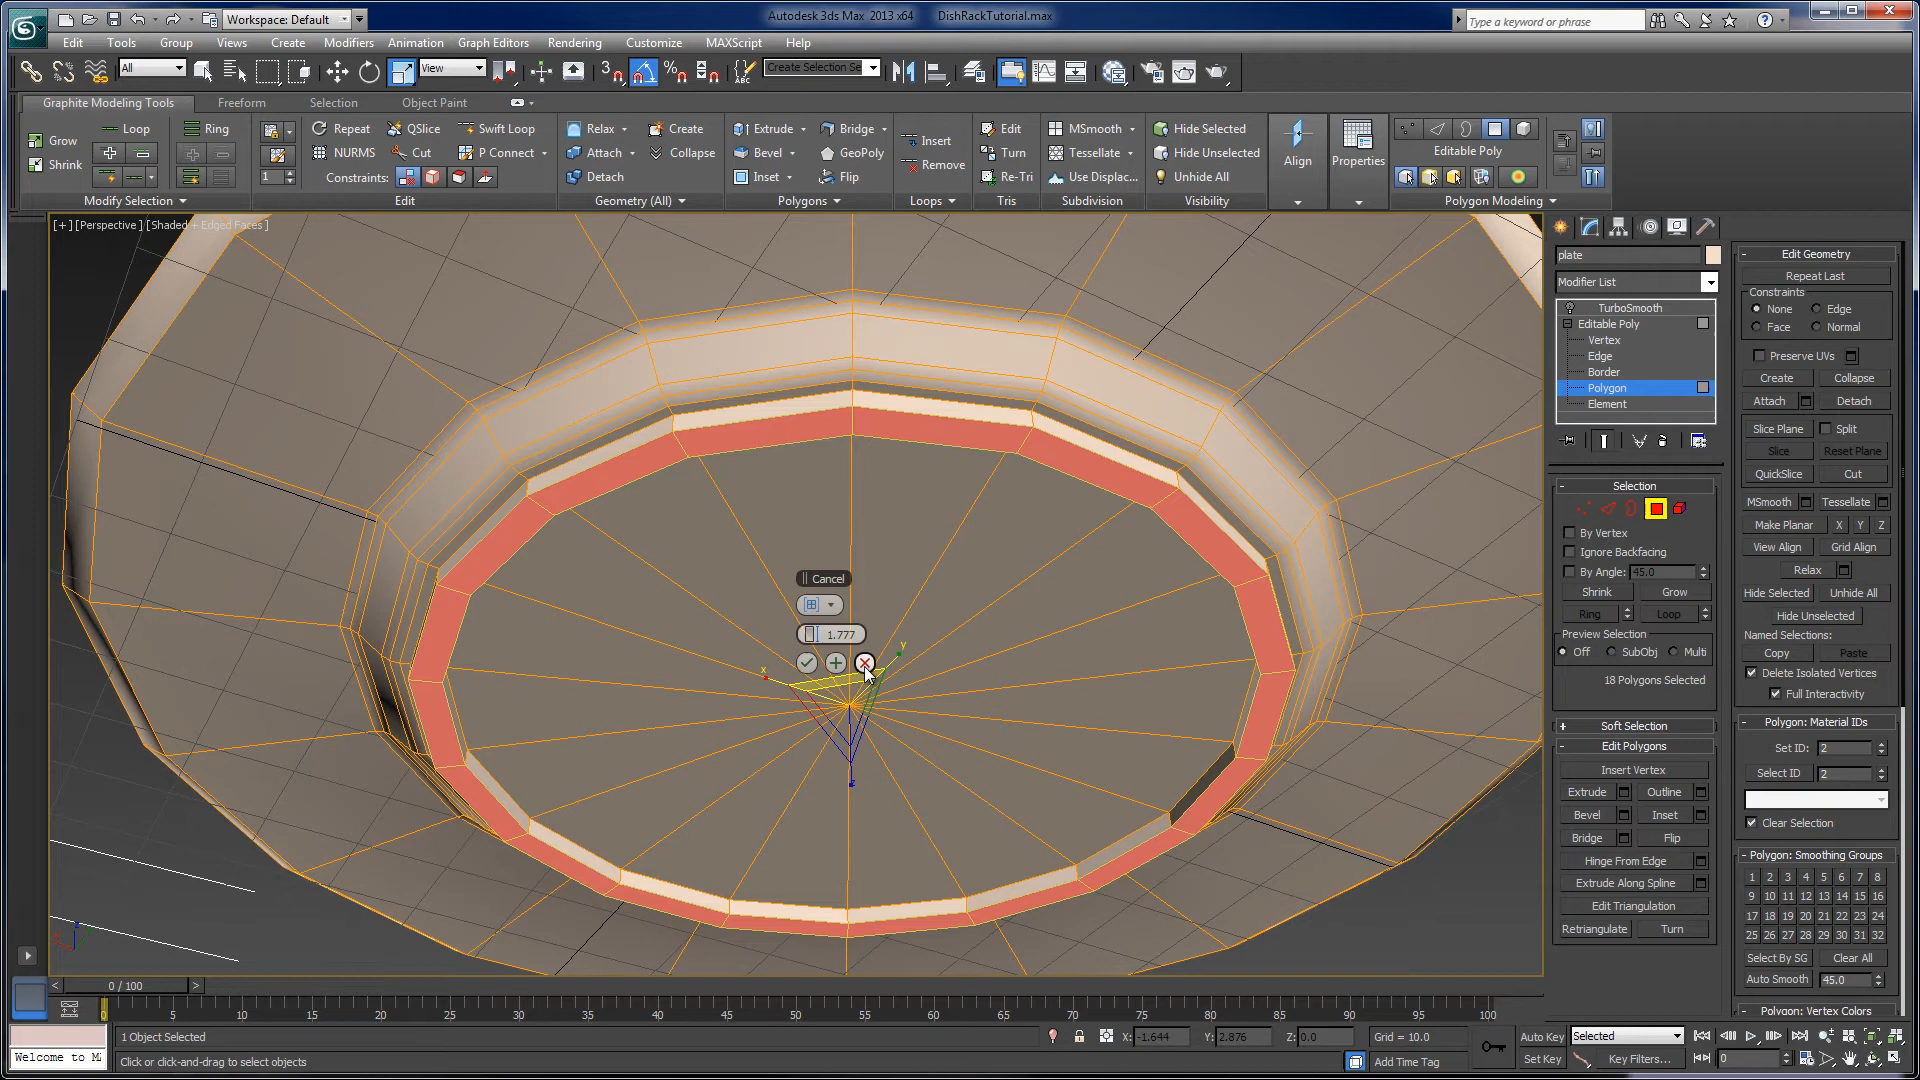 Workspace: Default
Autodesk 3ds Max 2013 x64
DishRackTutorial.max
Type a keyword or phrase
Edit Tools Group Views Create Modifiers Animation Graph Editors Rendering Customize MAXScript Help
All
View
3
Create Selection Se
Graphite Modeling Tools Freeform Selection Object Paint
Grow Loop Ring Repeat QSlice Swift Loop Relax Create Extrude Bridge Insert Edit MSmooth Hide Selected
Shrink NURMS Cut P Connect Attach Collapse Bevel GeoPoly Remove Turn Tessellate Hide Unselected Align Properties Editable Poly
1 Constraints: Detach Inset Flip Re-Tri Use Displac... Unhide All
Modify Selection Edit Geometry (All) Polygons Loops Tris Subdivision Visibility Polygon Modeling
[+] [Perspective] [Shaded + Edged Faces]
Cancel
1.777
x
y
z
plate
Modifier List
TurboSmooth
Editable Poly
Vertex
Edge
Border
Polygon
Element
Selection
By Vertex
Ignore Backfacing
By Angle: 45.0
Shrink Grow
Ring Loop
Preview Selection
Off SubObj Multi
18 Polygons Selected
Soft Selection
Edit Polygons
Insert Vertex
Extrude Outline
Bevel Inset
Bridge Flip
Hinge From Edge
Extrude Along Spline
Edit Triangulation
Retriangulate Turn
Edit Geometry
Repeat Last
Constraints
None Edge
Face Normal
Preserve UVs
Create Collapse
Attach Detach
Slice Plane Split
Slice Reset Plane
QuickSlice Cut
MSmooth Tessellate
Make Planar X Y Z
View Align Grid Align
Relax
Hide Selected Unhide All
Hide Unselected
Named Selections:
Copy Paste
Delete Isolated Vertices
Full Interactivity
Polygon: Material IDs
Set ID: 2
Select ID 2
Clear Selection
Polygon: Smoothing Groups
1 2 3 4 5 6 7 8
9 10 11 12 13 14 15 16
17 18 19 20 21 22 23 24
25 26 27 28 29 30 31 32
Select By SG Clear All
Auto Smooth 45.0
Polygon: Vertex Colors
0 / 100
0 5 10 15 20 25 30 35 40 45 50 55 60 65 70 75 80 85 90 95 100
1 Object Selected
X: -1.644 Y: 2.876 Z: 0.0 Grid = 10.0 Auto Key Selected
Welcome to M
Click or click-and-drag to select objects
Add Time Tag Set Key Key Filters... 0